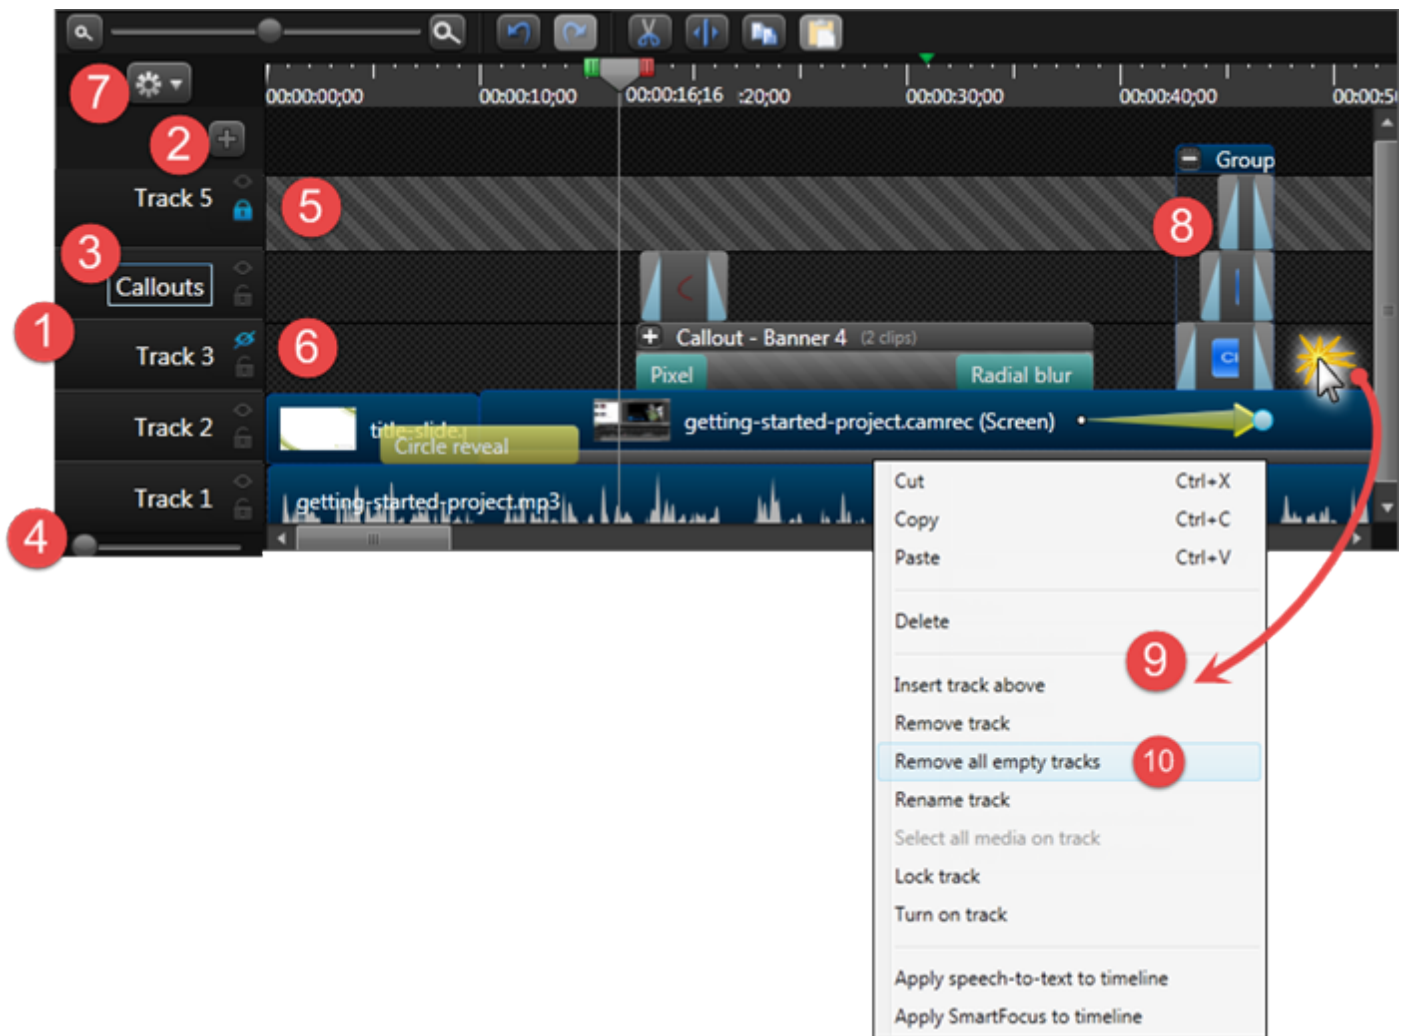 7
00:00:00;00 00:00:10;00 00:00:16;16 :20;00 00:00:30;00 00:00:40;00 00:00:5
2
Group
Track 5
5
8
3
Callouts
1
Track 3
6
Callout - Banner 4 (2 clips)
Pixel
Radial blur
Track 2
title-slide.
Circle reveal
getting-started-project.camrec (Screen)
Track 1
getting-started-project.mp3
4
Cut Ctrl+X
Copy Ctrl+C
Paste Ctrl+V
Delete
9
Insert track above
Remove track
Remove all empty tracks 10
Rename track
Select all media on track
Lock track
Turn on track
Apply speech-to-text to timeline
Apply SmartFocus to timeline